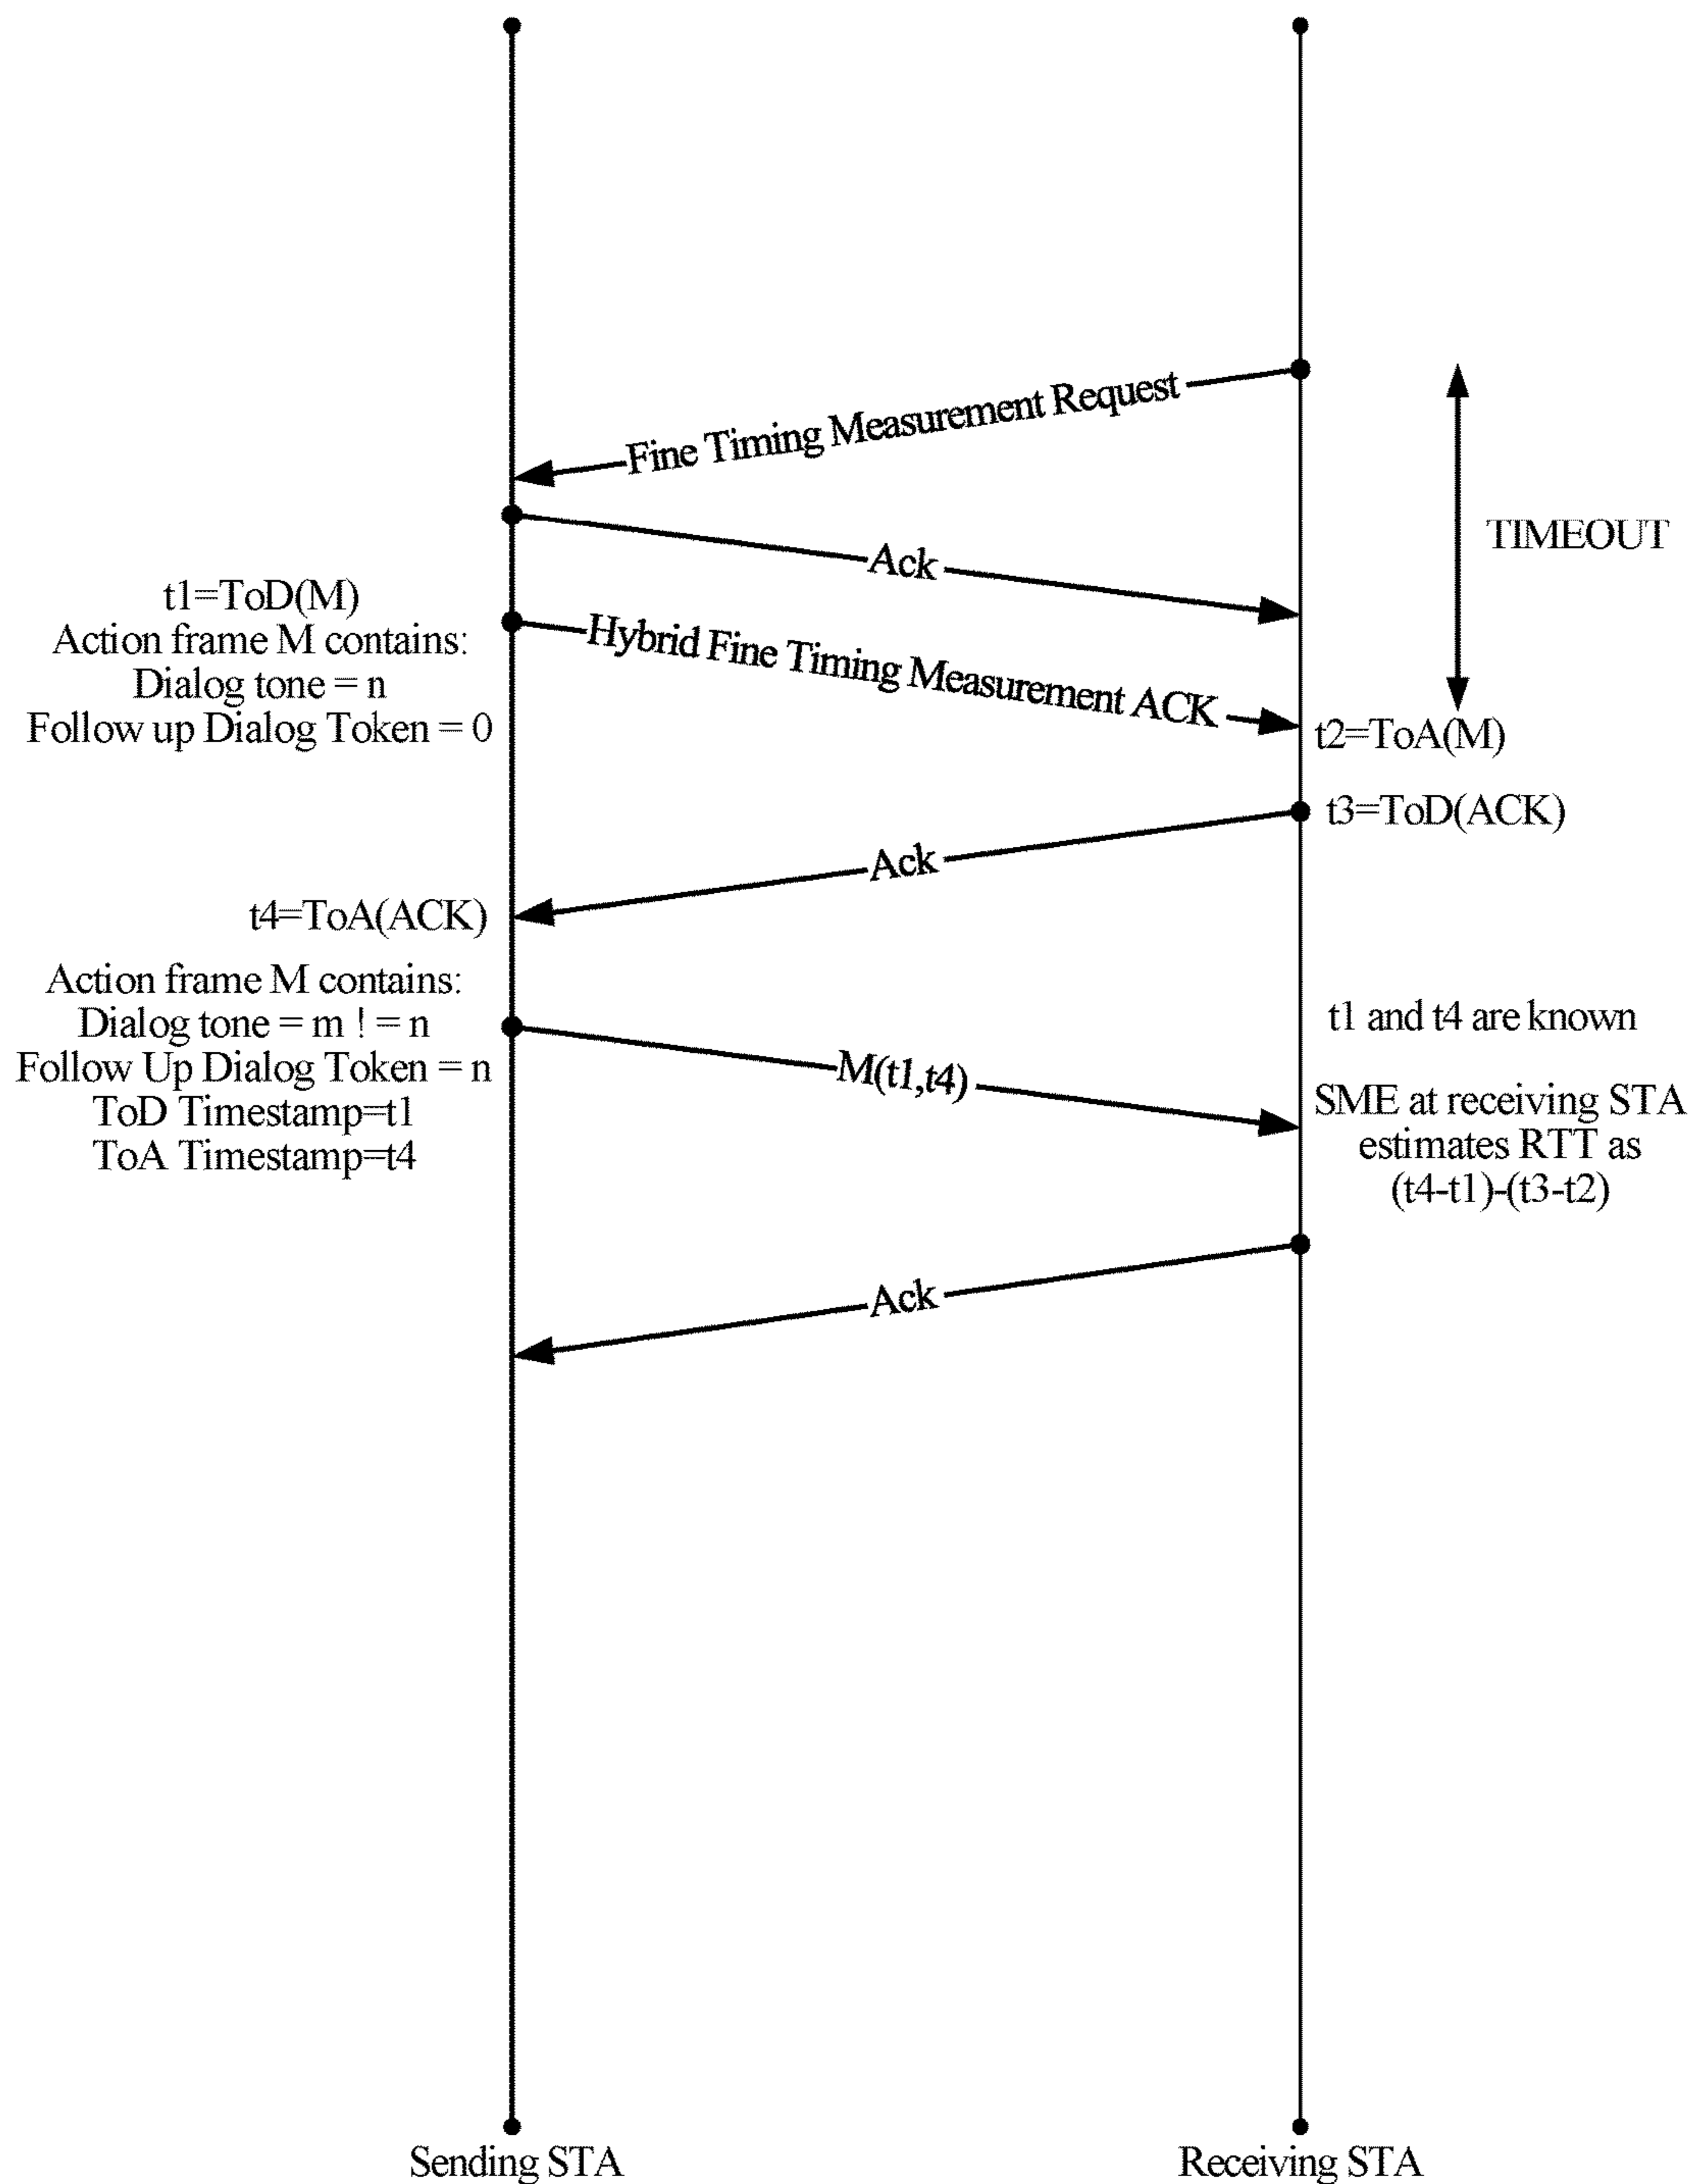 Fine Timing Measurement Request
TIMEOUT
Ack
t1=ToD(M)
Action frame M contains:
Dialog tone = n
Follow up Dialog Token = 0
Hybrid Fine Timing Measurement ACK
t2=ToA(M)
t3=ToD(ACK)
Ack
t4=ToA(ACK)
Action frame M contains:
Dialog tone = m ! = n
Follow Up Dialog Token = n
ToD Timestamp=t1
ToA Timestamp=t4
M(t1,t4)
t1 and t4 are known
SME at receiving STA
estimates RTT as
(t4-t1)-(t3-t2)
Ack
Sending STA
Receiving STA